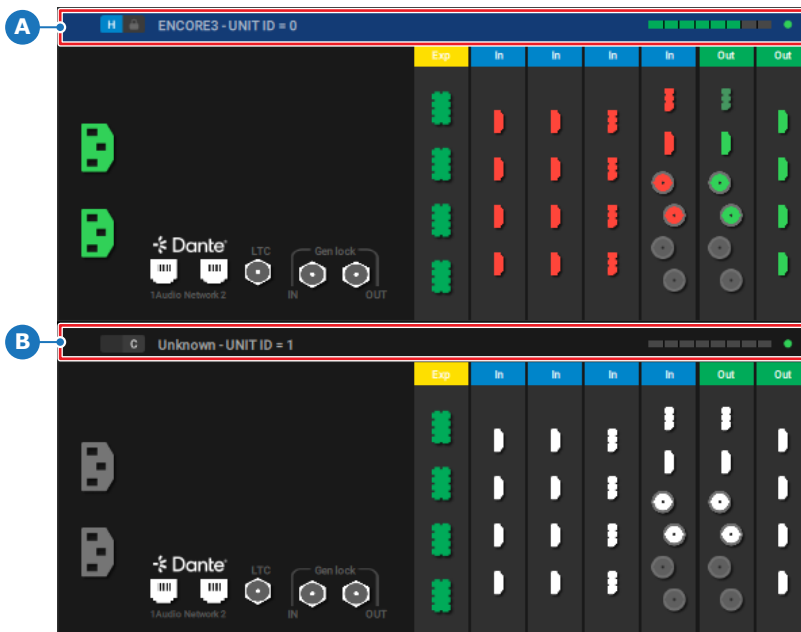 A
H ENCORE3 - UNIT ID = 0
Exp In In In In Out Out
Dante
LTC Gen lock
1Audio Network 2 IN OUT
B
C Unknown - UNIT ID = 1
Exp In In In In Out Out
Dante
LTC Gen lock
1Audio Network 2 IN OUT